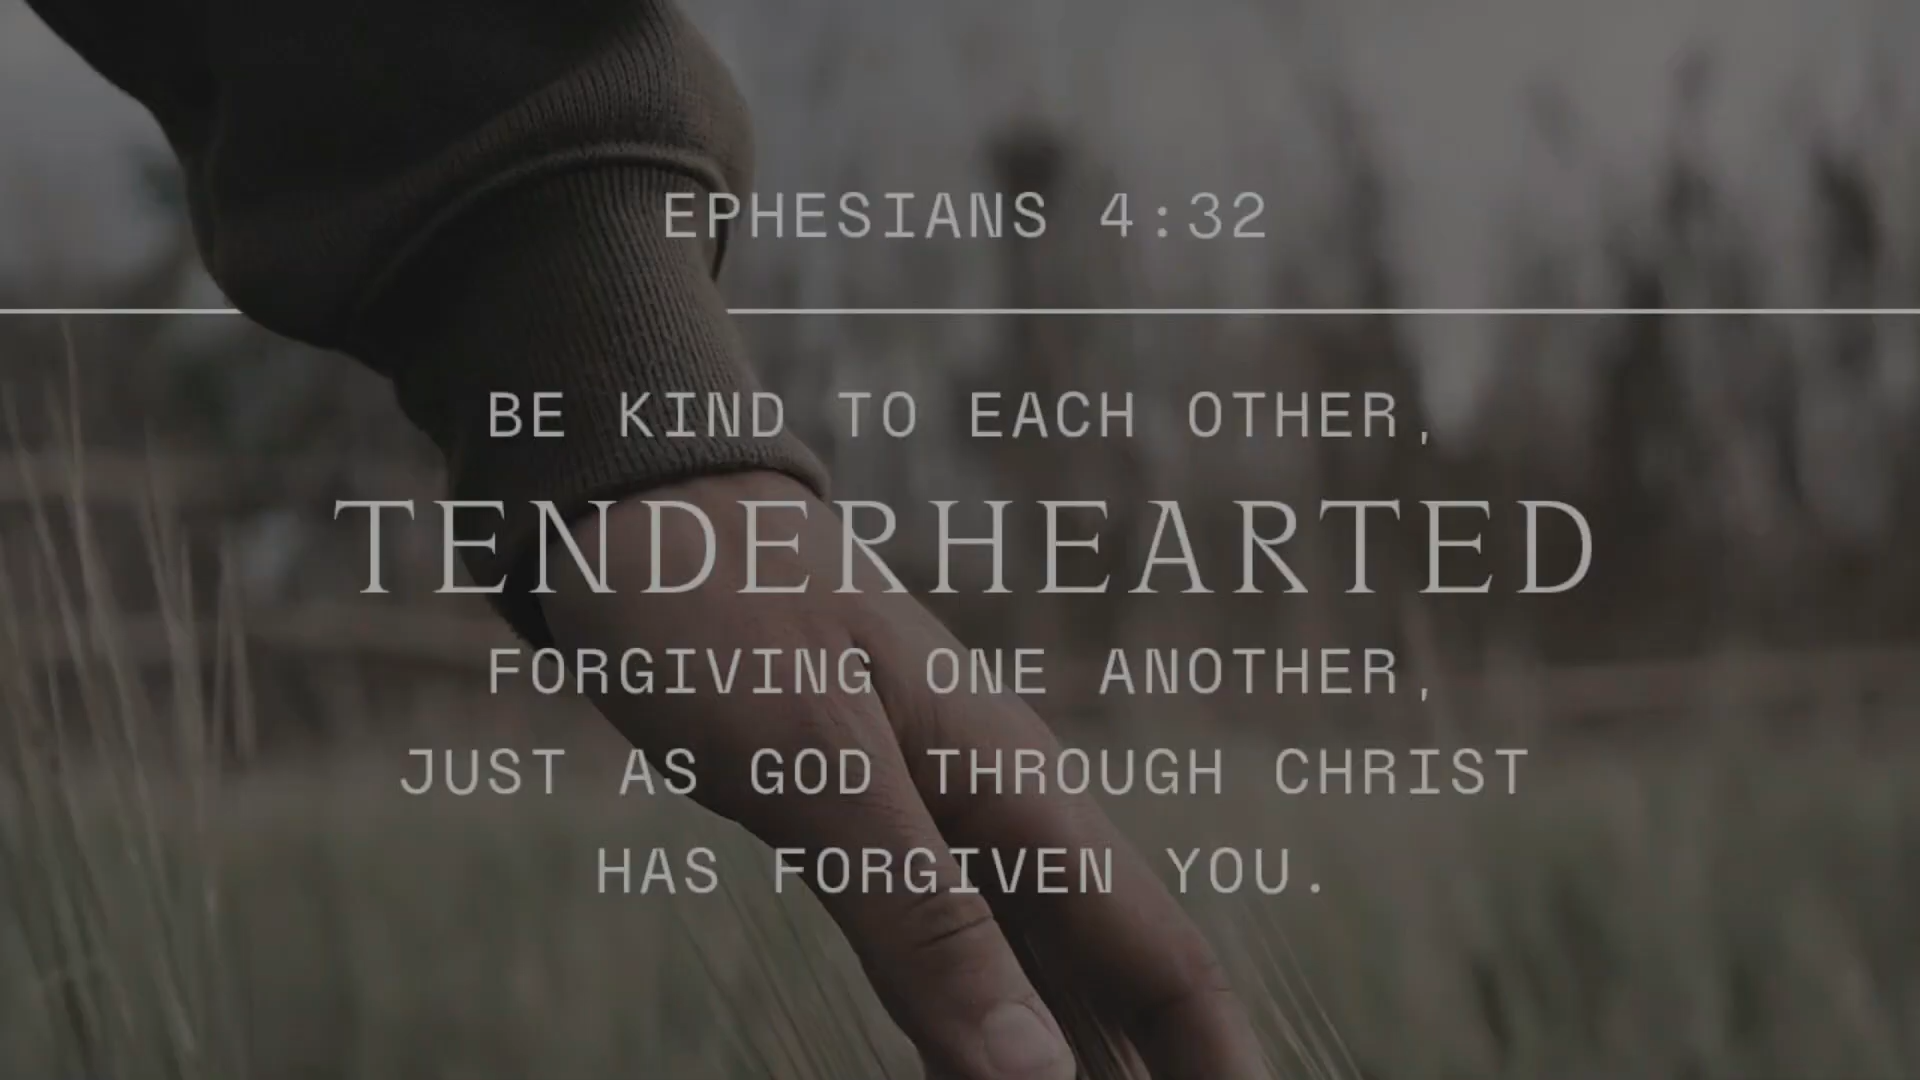 EPHESIANS 4:32
BE KIND TO EACH OTHER,
TENDERHEARTED
FORGIVING ONE ANOTHER,
JUST AS GOD THROUGH CHRIST
HAS FORGIVEN YOU.